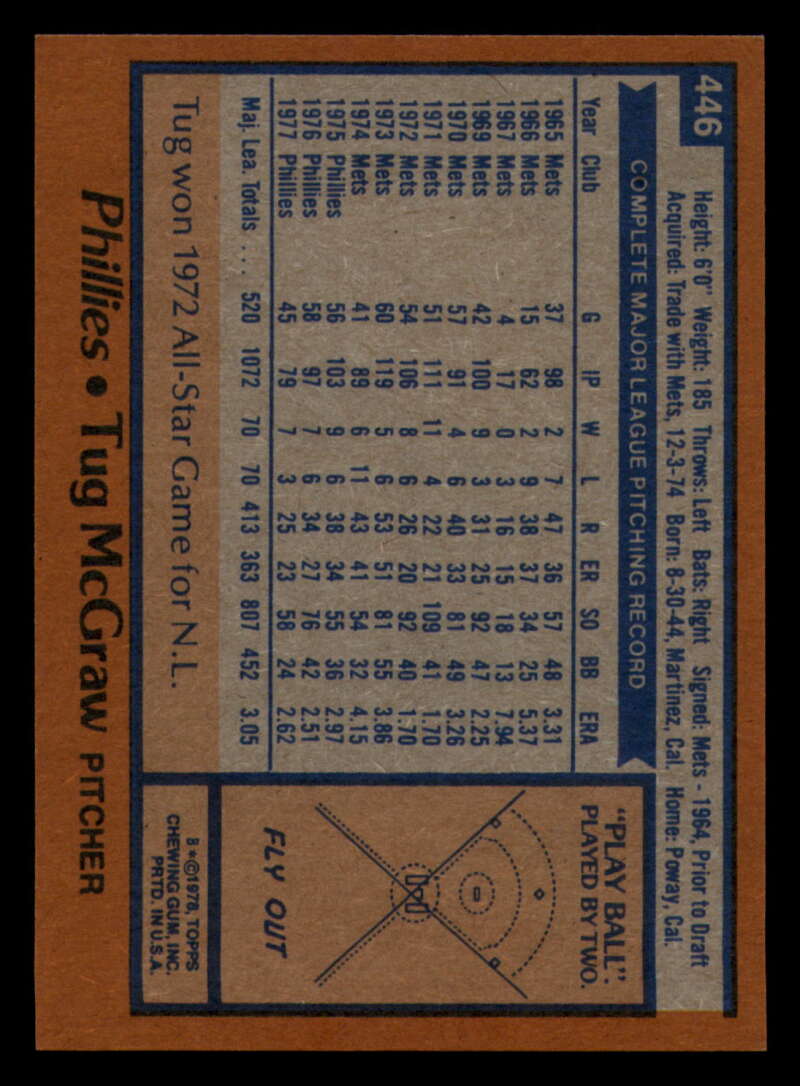 446
Height: 6'0" Weight: 185 Throws: Left Bats: Right Signed: Mets - 1964, Prior to Draft
Acquired: Trade with Mets, 12-3-74 Born: 8-30-44, Martinez, Cal. Home: Poway, Cal.
COMPLETE MAJOR LEAGUE PITCHING RECORD
Year Club G IP W L R ER SO BB ERA
1965 Mets 37 98 2 7 47 36 57 48 3.31
1966 Mets 15 62 2 9 38 37 34 25 5.37
1967 Mets 4 17 0 3 16 15 18 13 7.94
1969 Mets 42 100 9 3 31 25 92 47 2.25
1970 Mets 57 91 4 6 40 33 81 49 3.26
1971 Mets 51 111 11 4 22 21 109 41 1.70
1972 Mets 54 106 8 6 26 20 92 40 1.70
1973 Mets 60 119 5 6 53 51 81 55 3.86
1974 Mets 41 89 6 11 43 41 54 32 4.15
1975 Phillies 56 103 9 6 38 34 55 36 2.97
1976 Phillies 58 97 7 6 34 27 76 42 2.51
1977 Phillies 45 79 7 3 25 23 58 24 2.62
Maj. Lea. Totals ... 520 1072 70 70 413 363 807 452 3.05
Tug won 1972 All-Star Game for N.L.
"PLAY BALL".
PLAYED BY TWO.
FLY OUT
B*©1978, TOPPS
CHEWING GUM, INC.
PRTD. IN U.S.A.
Phillies • Tug McGraw PITCHER